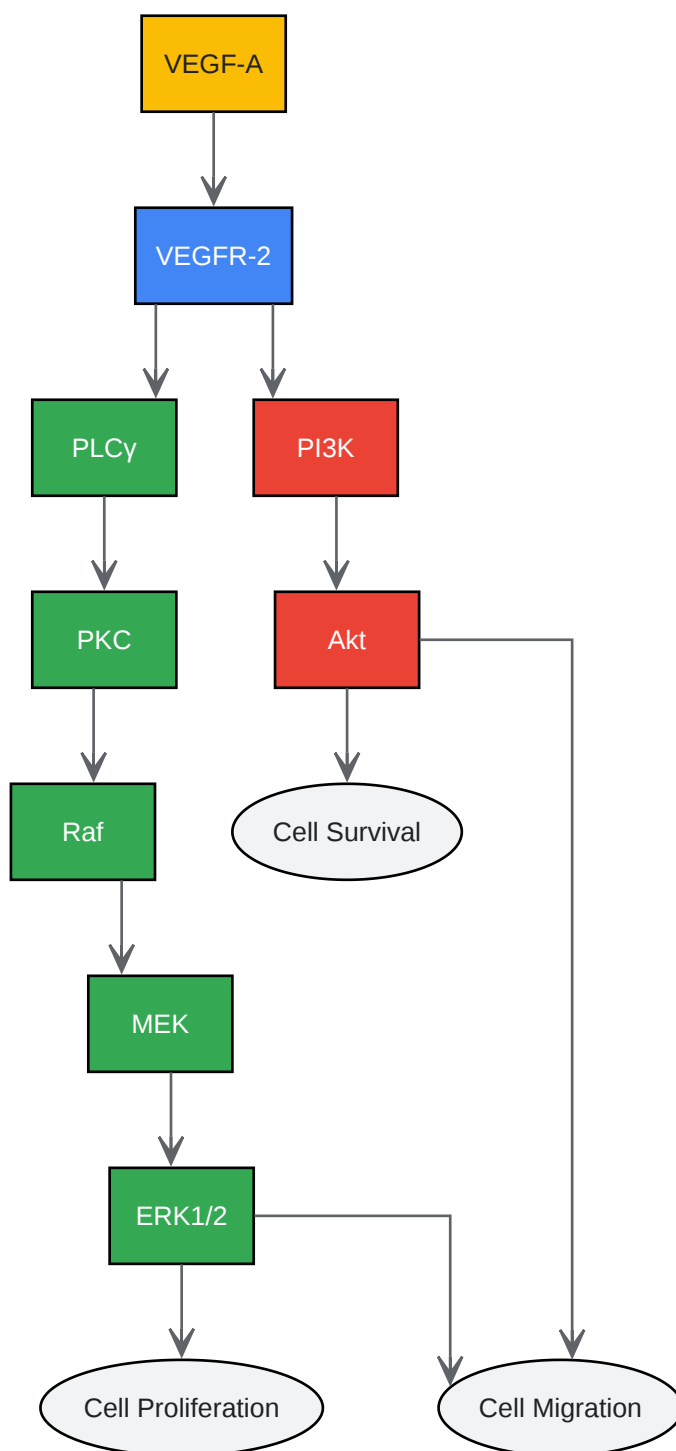 VEGF-A
VEGFR-2
PLCγ
PI3K
PKC
Akt
Raf
Cell Survival
MEK
ERK1/2
Cell Proliferation
Cell Migration